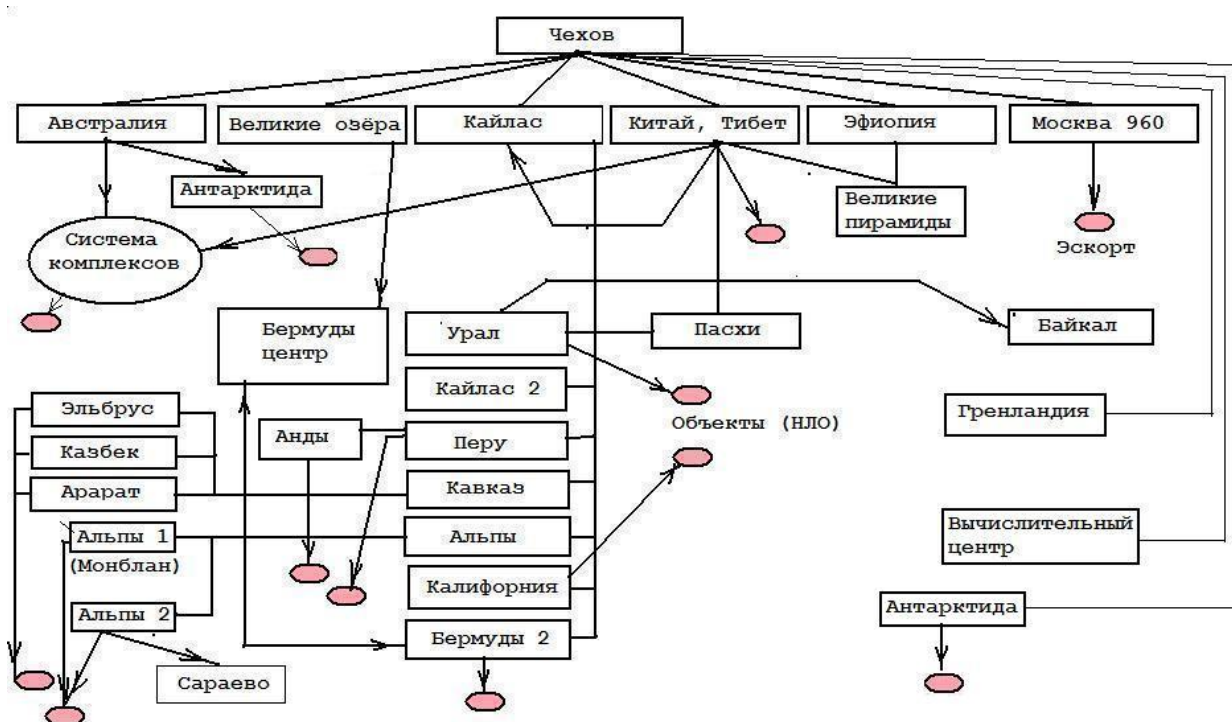 Чехов
Австралия
Великие озёра
Кайлас
Китай, Тибет
Эфиопия
Москва 960
Антарктида
Великие
пирамиды
Система
комплексов
Эскорт
Бермуды
центр
Урал
Пасхи
Байкал
Кайлас 2
Эльбрус
Гренландия
Объекты (НЛО)
Анды
Перу
Казбек
Кавказ
Арарат
Альпы 1
(Монблан)
Альпы
Вычислительный
центр
Калифорния
Альпы 2
Антарктида
Бермуды 2
Сараево